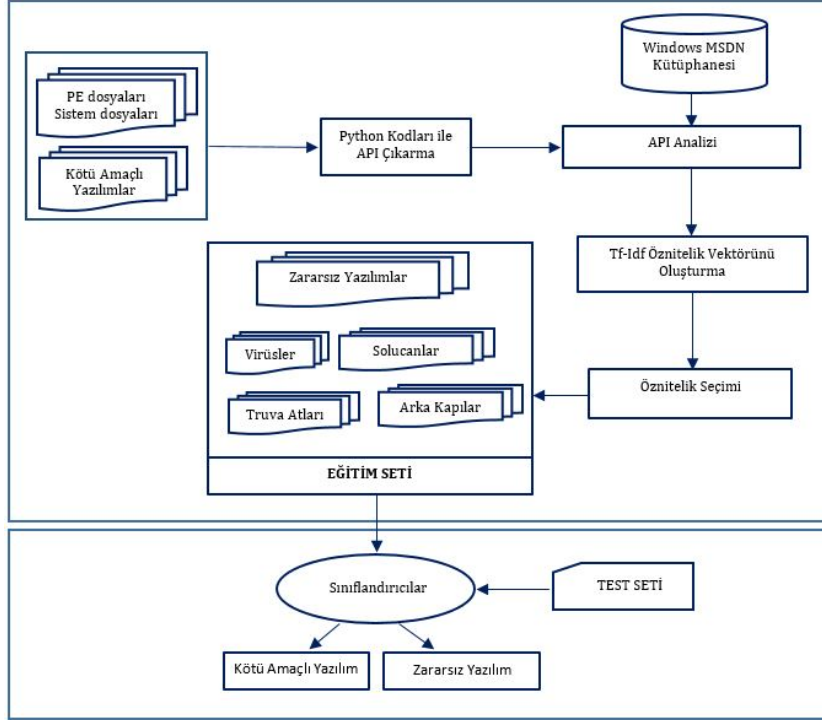 Windows MSDN
Kütüphanesi
PE dosyaları
Sistem dosyaları
Python Kodları ile
API Çıkarma
API Analizi
Kötü Amaçlı
Yazılımlar
Tf-Idf Öznitelik Vektörünü
Oluşturma
Zararsız Yazılımlar
Virüsler
Solucanlar
Öznitelik Seçimi
Truva Atları
Arka Kapılar
EĞİTİM SETİ
Sınıflandırıcılar
TEST SETİ
Kötü Amaçlı Yazılım
Zararsız Yazılım